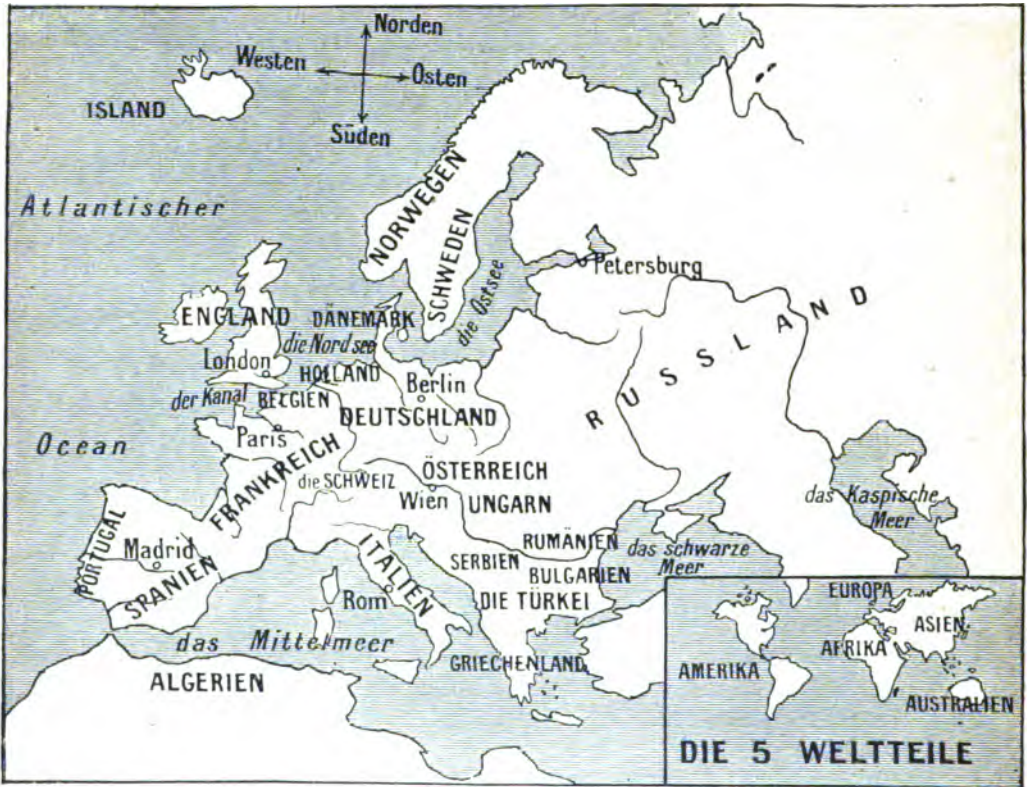 Norden
Westen
Osten
ISLAND
Süden
Atlantischer
NORWEGEN
SCHWEDEN
die Ostsee
Petersburg
RUSSLAND
ENGLAND
DÄNEMARK
die Nordsee
London
HOLLAND
Berlin
der Kanal
BELGIEN
DEUTSCHLAND
Paris
Ocean
FRANKREICH
die SCHWEIZ
ÖSTERREICH
Wien
UNGARN
das Kaspische
Meer
PORTUGAL
Madrid
SPANIEN
ITALIEN
Rom
RUMÄNIEN
das schwarze
Meer
SERBIEN
BULGARIEN
DIE TÜRKEI
das Mittelmeer
GRIECHENLAND
ALGERIEN
EUROPA
ASIEN
AFRIKA
AMERIKA
AUSTRALIEN
DIE 5 WELTTEILE